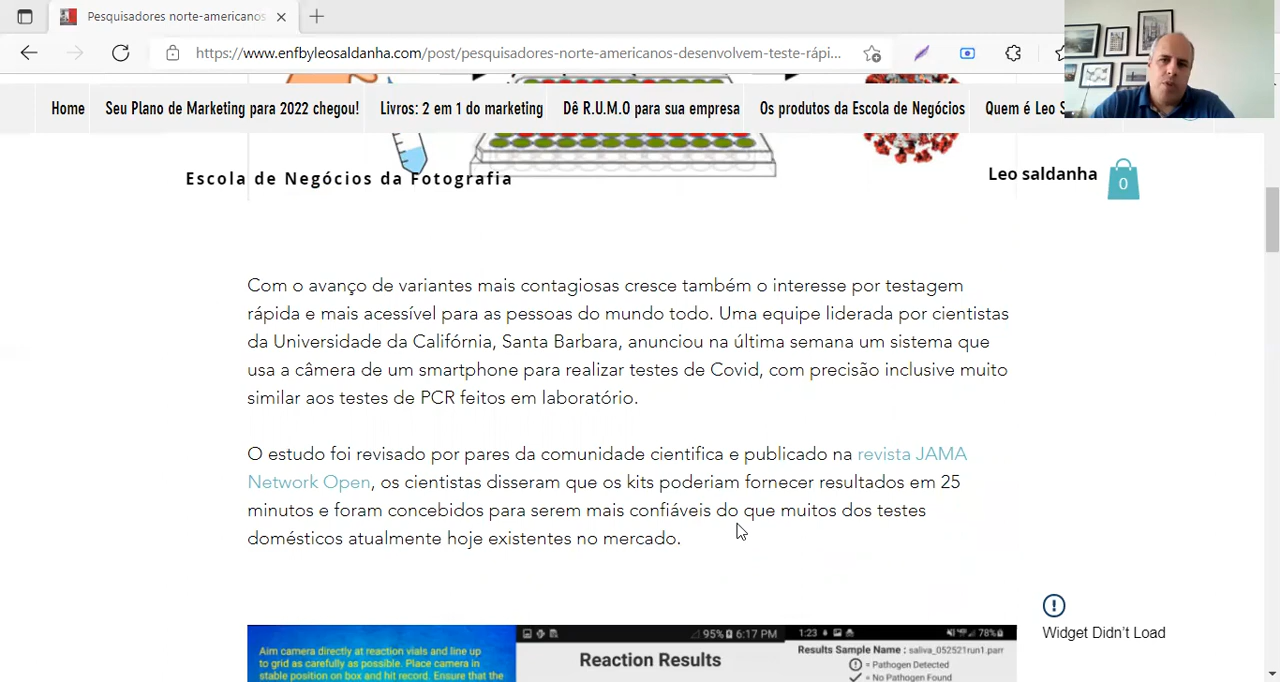 Pesquisadores norte-americanos
https://www.enfbyleosaldanha.com/post/pesquisadores-norte-americanos-desenvolvem-teste-rápi...
Home
Seu Plano de Marketing para 2022 chegou!
Livros: 2 em 1 do marketing
Dê R.U.M.O para sua empresa
Os produtos da Escola de Negócios
Quem é Leo S
Escola de Negócios da Fotografia
Leo saldanha
0
Com o avanço de variantes mais contagiosas cresce também o interesse por testagem
rápida e mais acessível para as pessoas do mundo todo. Uma equipe liderada por cientistas
da Universidade da Califórnia, Santa Barbara, anunciou na última semana um sistema que
usa a câmera de um smartphone para realizar testes de Covid, com precisão inclusive muito
similar aos testes de PCR feitos em laboratório.
O estudo foi revisado por pares da comunidade cientifica e publicado na revista JAMA
Network Open, os cientistas disseram que os kits poderiam fornecer resultados em 25
minutos e foram concebidos para serem mais confiáveis do que muitos dos testes
domésticos atualmente hoje existentes no mercado.
Widget Didn't Load
Aim camera directly at reaction vials and line up
to grid as carefully as possible. Place camera in
stable position on box and hit record. Ensure that the
95% 6:17 PM
Reaction Results
1:23
78%
Results Sample Name : saliva_052521run1.parr
= Pathogen Detected
= No Pathogen Found